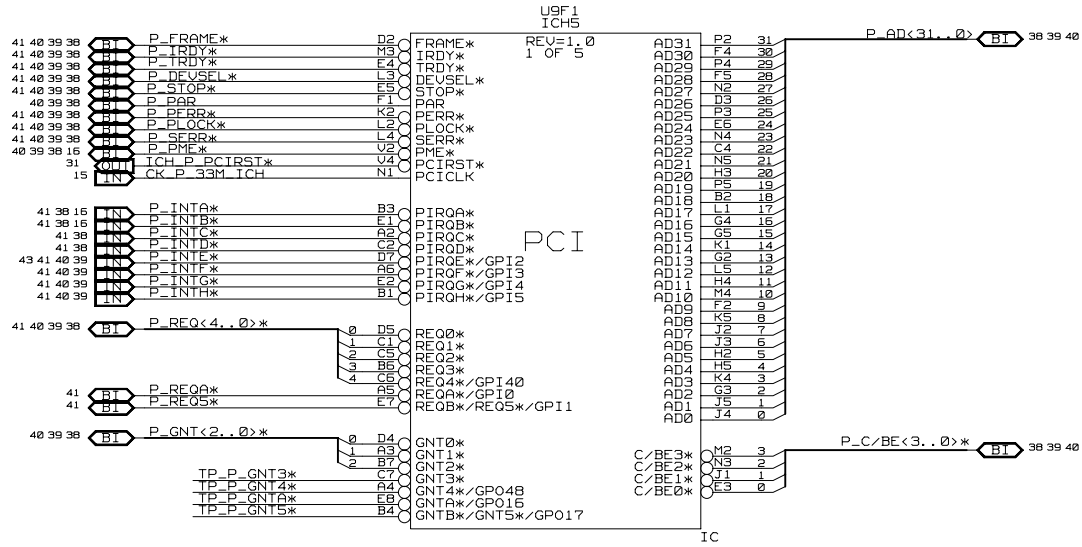 U9F1
ICH5
REV=1.0
1 OF 5
PCI
IC
41 40 39 38 BI P_FRAME* D2 FRAME*
41 40 39 38 BI P_IRDY* M3 IRDY*
41 40 39 38 BI P_TRDY* E4 TRDY*
41 40 39 38 BI P_DEVSEL* L3 DEVSEL*
41 40 39 38 BI P_STOP* E5 STOP*
40 39 38 BI P_PAR F1 PAR
41 40 39 38 BI P_PERR* K2 PERR*
41 40 39 38 BI P_PLOCK* L2 PLOCK*
41 40 39 38 BI P_SERR* L4 SERR*
40 39 38 16 BI P_PME* V2 PME*
31 OUT ICH_P_PCIRST* V4 PCIRST*
15 IN CK_P_33M_ICH N1 PCICLK
41 38 16 IN P_INTA* B3 PIRQA*
41 38 16 IN P_INTB* E1 PIRQB*
41 38 IN P_INTC* A2 PIRQC*
41 38 IN P_INTD* C2 PIRQD*
43 41 40 39 IN P_INTE* D7 PIRQE*/GPI2
41 40 39 IN P_INTF* A6 PIRQF*/GPI3
41 40 39 IN P_INTG* E2 PIRQG*/GPI4
41 40 39 IN P_INTH* B1 PIRQH*/GPI5
41 40 39 38 BI P_REQ<4..0>*
0 D5 REQ0*
1 C1 REQ1*
2 C5 REQ2*
3 B6 REQ3*
4 C6 REQ4*/GPI40
41 BI P_REQA* A5 REQA*/GPI0
41 BI P_REQ5* E7 REQB*/REQ5*/GPI1
40 39 38 BI P_GNT<2..0>*
0 D4 GNT0*
1 A3 GNT1*
2 B7 GNT2*
TP_P_GNT3* C7 GNT3*
TP_P_GNT4* A4 GNT4*/GPO48
TP_P_GNTA* E8 GNTA*/GPO16
TP_P_GNT5* B4 GNTB*/GNT5*/GPO17
P_AD<31..0> BI 38 39 40
AD31 P2 31
AD30 F4 30
AD29 P4 29
AD28 F5 28
AD27 N2 27
AD26 D3 26
AD25 P3 25
AD24 E6 24
AD23 N4 23
AD22 C4 22
AD21 N5 21
AD20 H3 20
AD19 P5 19
AD18 B2 18
AD17 L1 17
AD16 G4 16
AD15 G5 15
AD14 K1 14
AD13 G2 13
AD12 L5 12
AD11 H4 11
AD10 M4 10
AD9 F2 9
AD8 K5 8
AD7 J2 7
AD6 J3 6
AD5 H2 5
AD4 H5 4
AD3 K4 3
AD2 G3 2
AD1 J5 1
AD0 J4 0
P_C/BE<3..0>* BI 38 39 40
C/BE3* M2 3
C/BE2* N3 2
C/BE1* J1 1
C/BE0* E3 0